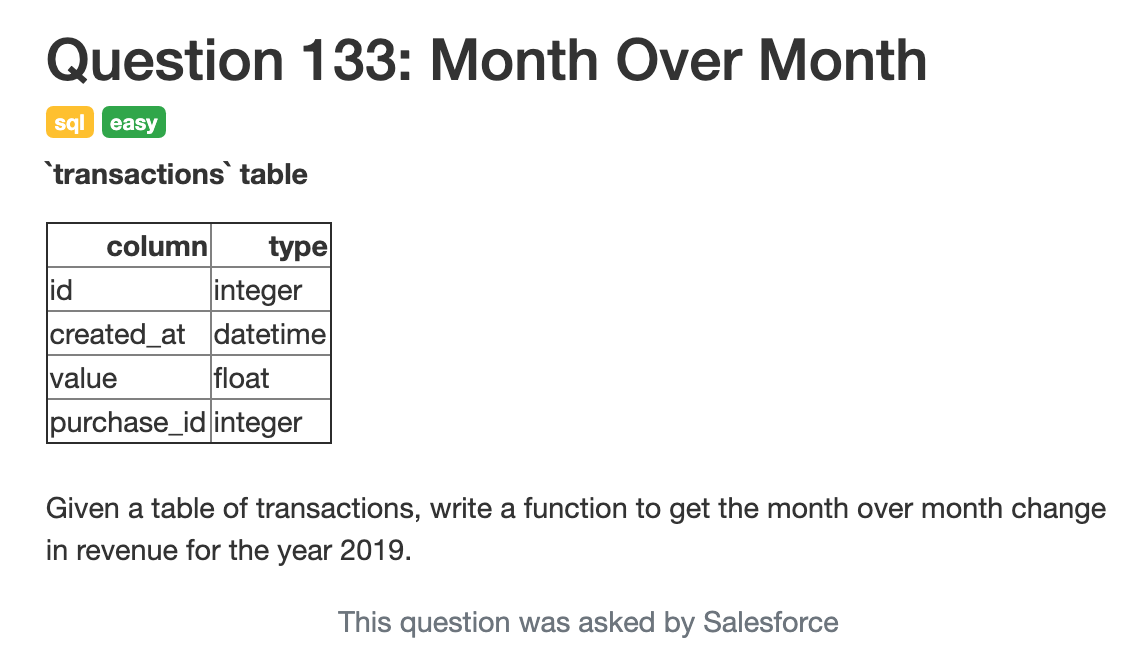 Question 133: Month Over Month
sql easy
`transactions` table
column type
id integer
created_at datetime
value float
purchase_id integer
Given a table of transactions, write a function to get the month over month change
in revenue for the year 2019.
This question was asked by Salesforce